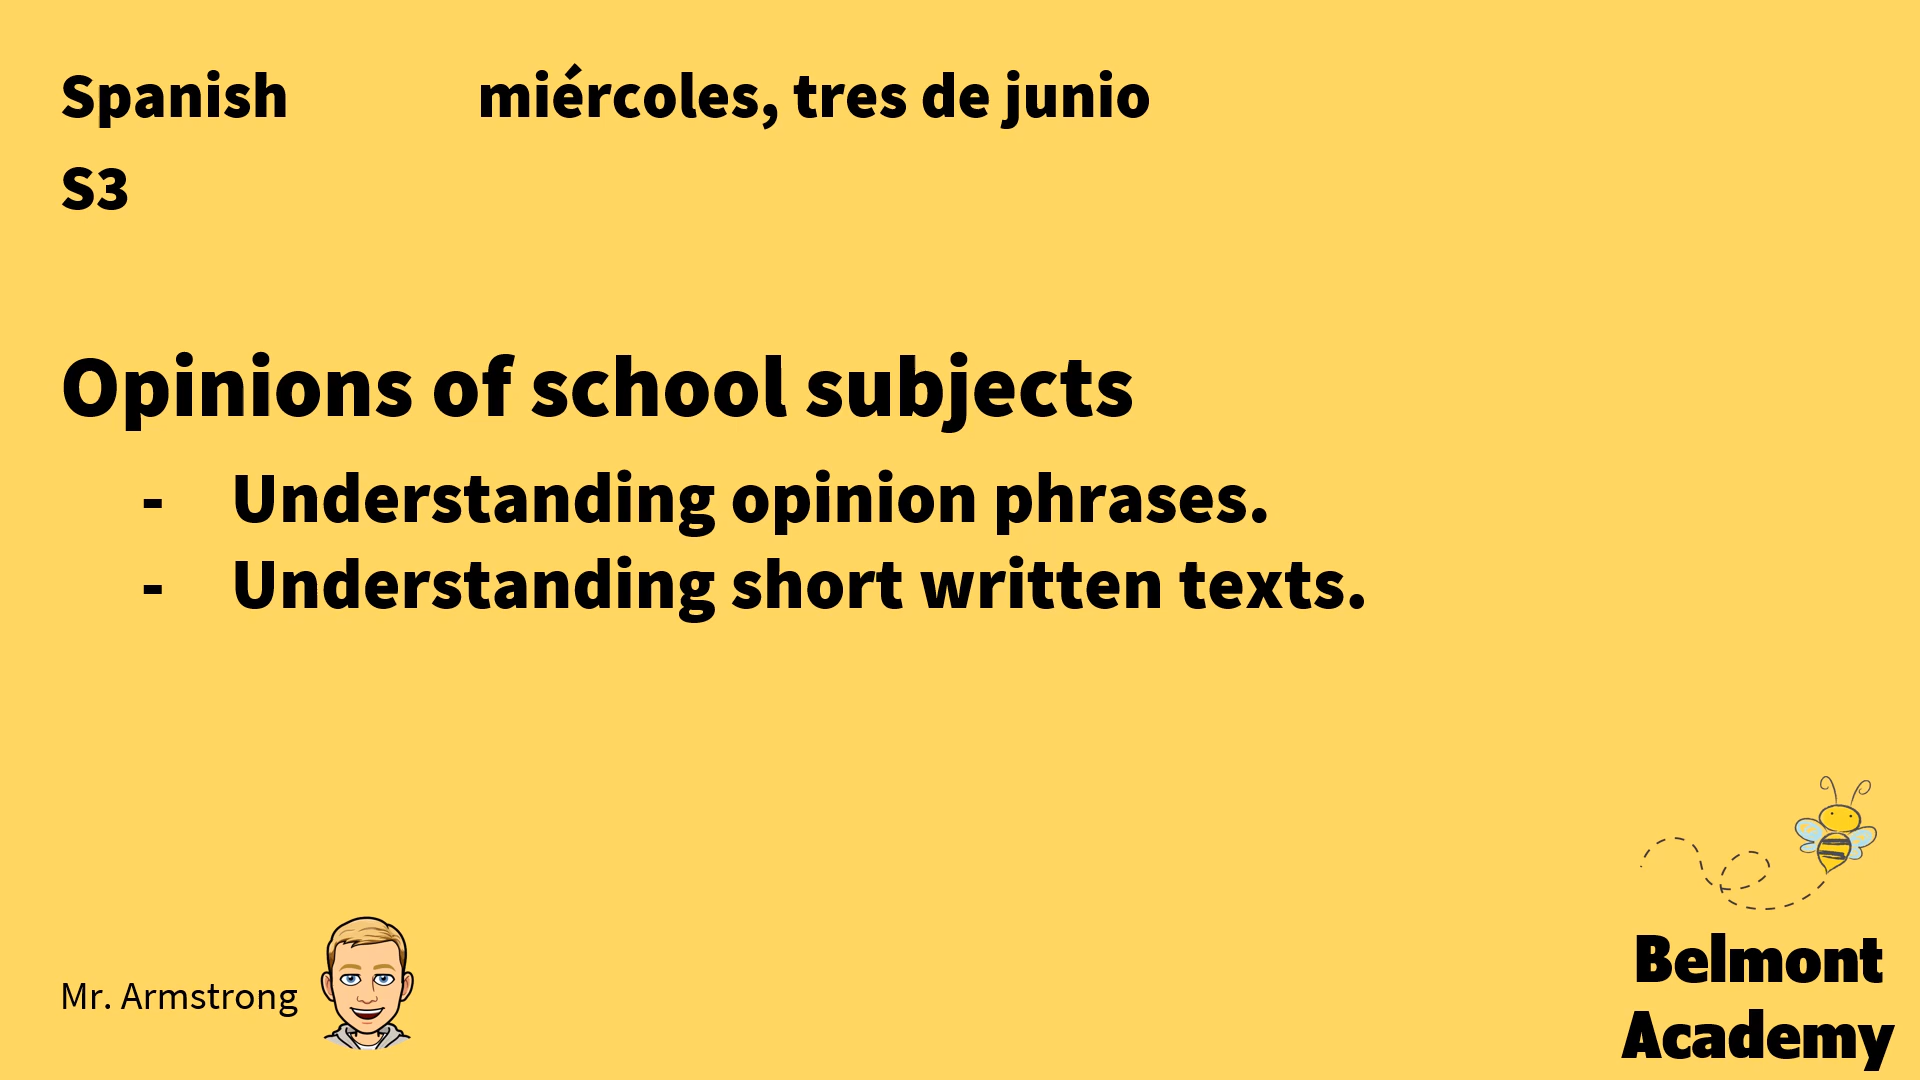 Spanish miércoles, tres de junio
S3
Opinions of school subjects
- Understanding opinion phrases.
- Understanding short written texts.
Mr. Armstrong
Belmont
Academy